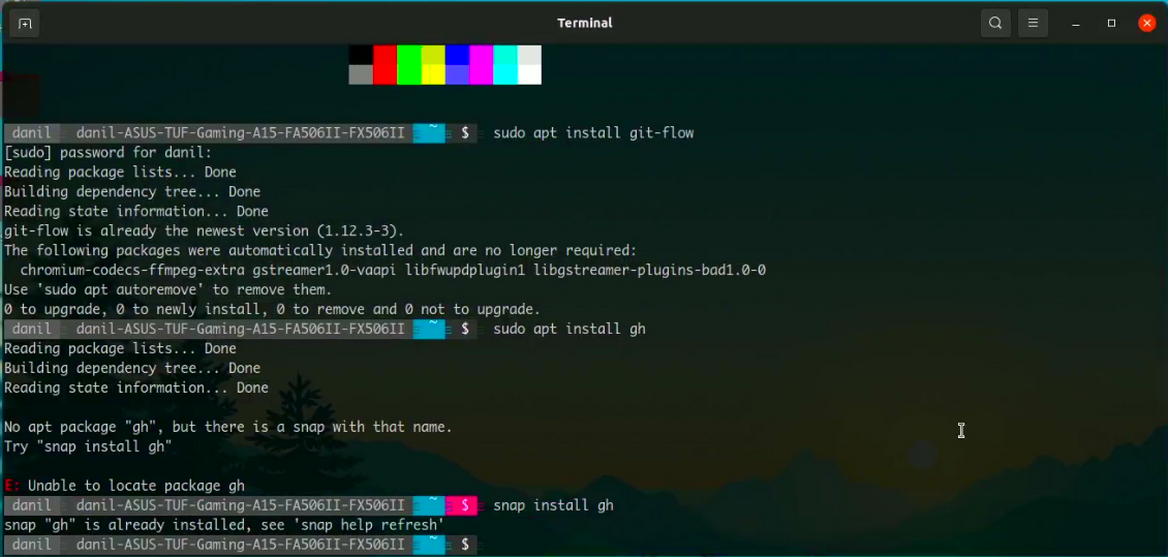 Terminal
danil danil-ASUS-TUF-Gaming-A15-FA506II-FX506II ~ $ sudo apt install git-flow
[sudo] password for danil:
Reading package lists... Done
Building dependency tree... Done
Reading state information... Done
git-flow is already the newest version (1.12.3-3).
The following packages were automatically installed and are no longer required:
  chromium-codecs-ffmpeg-extra gstreamer1.0-vaapi libfwupdplugin1 libgstreamer-plugins-bad1.0-0
Use 'sudo apt autoremove' to remove them.
0 to upgrade, 0 to newly install, 0 to remove and 0 not to upgrade.
danil danil-ASUS-TUF-Gaming-A15-FA506II-FX506II ~ $ sudo apt install gh
Reading package lists... Done
Building dependency tree... Done
Reading state information... Done
No apt package "gh", but there is a snap with that name.
Try "snap install gh"
E: Unable to locate package gh
danil danil-ASUS-TUF-Gaming-A15-FA506II-FX506II ~ $ snap install gh
snap "gh" is already installed, see 'snap help refresh'
danil danil-ASUS-TUF-Gaming-A15-FA506II-FX506II ~ $